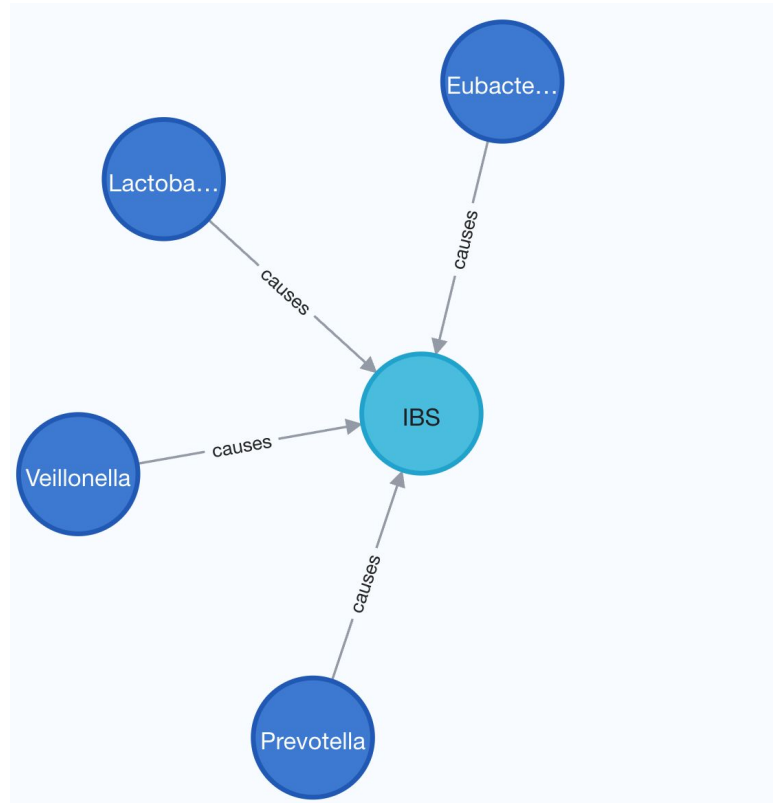 Eubacte...
Lactoba...
causes
causes
IBS
causes
Veillonella
causes
Prevotella